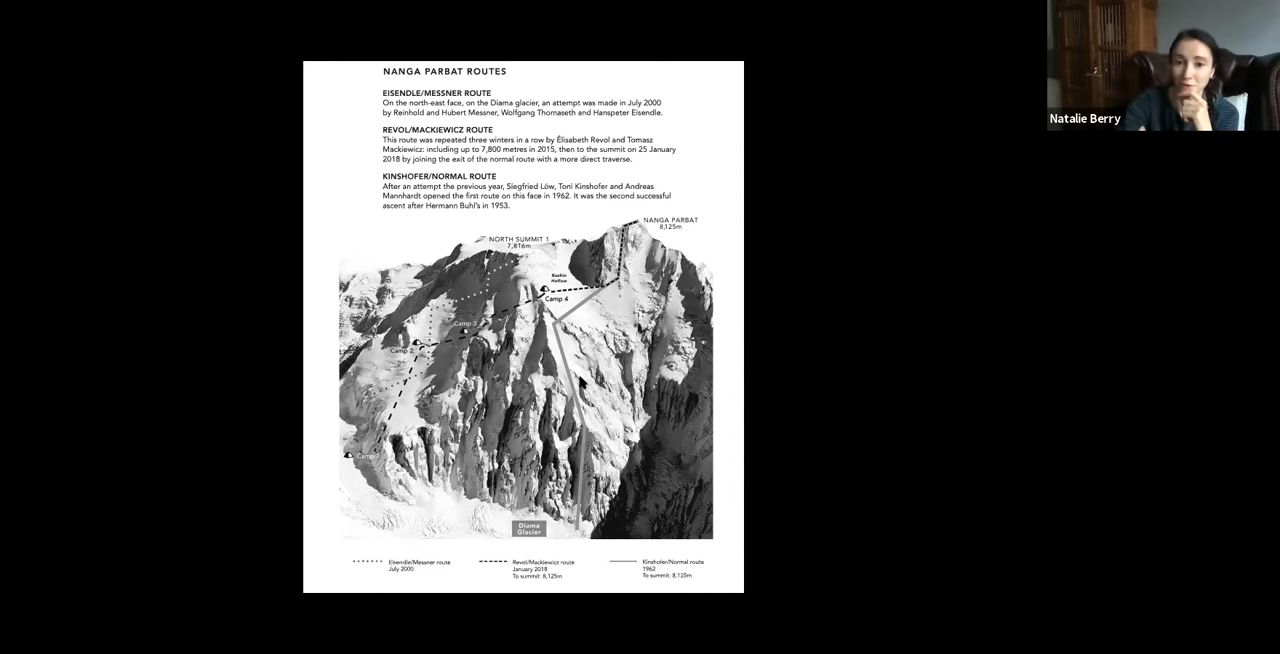 NANGA PARBAT ROUTES
EISENDLE/MESSNER ROUTE
On the north-east face, on the Diama glacier, an attempt was made in July 2000
by Reinhold and Hubert Messner, Wolfgang Thomaseth and Hanspeter Eisendle.
REVOL/MACKIEWICZ ROUTE
This route was repeated three winters in a row by Élisabeth Revol and Tomasz
Mackiewicz: including up to 7,800 metres in 2015, then to the summit on 25 January
2018 by joining the exit of the normal route with a more direct traverse.
KINSHOFER/NORMAL ROUTE
After an attempt the previous year, Siegfried Löw, Toni Kinshofer and Andreas
Mannhardt opened the first route on this face in 1962. It was the second successful
ascent after Hermann Buhl's in 1953.
NANGA PARBAT
8,125m
NORTH SUMMIT 1
7,816m
Bazhin
Hollow
Camp 4
Camp 3
Camp 2
Camp
Diama
Glacier
Eisendle/Messner route
July 2000
Revol/Mackiewicz route
January 2018
To summit: 8,125m
Kinshofer/Normal route
1962
To summit: 8,125m
Natalie Berry